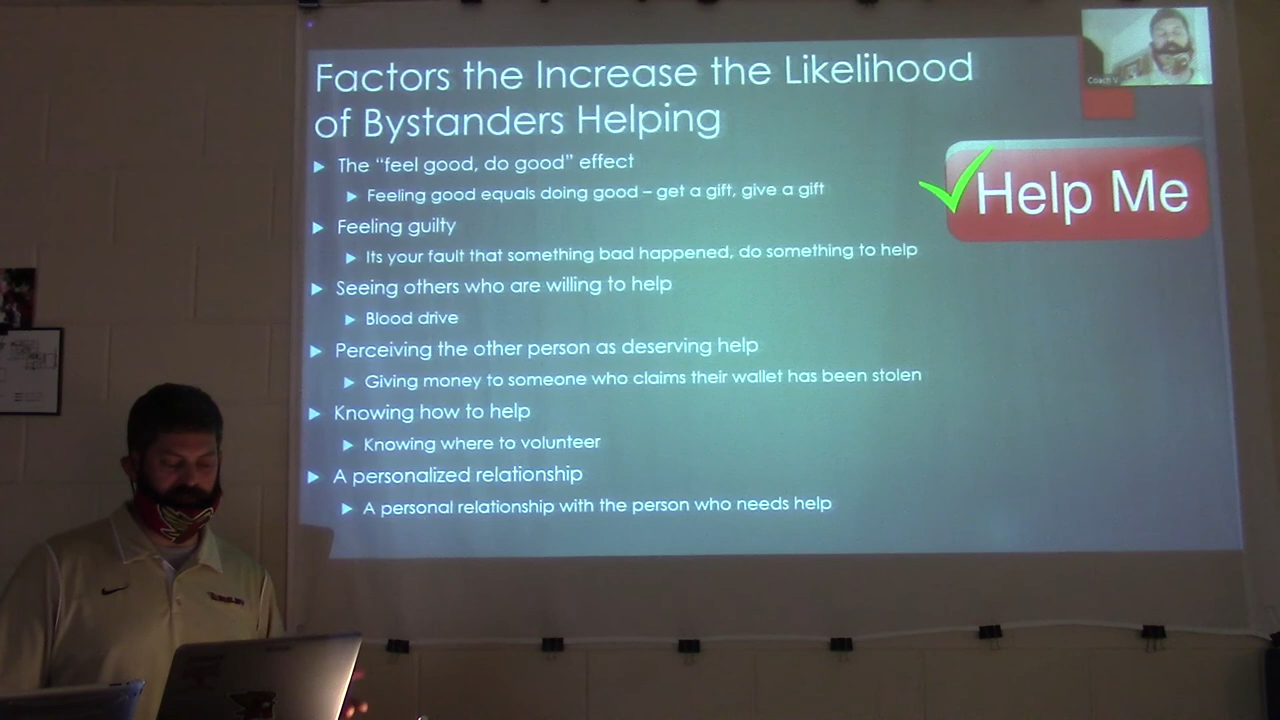 Factors the Increase the Likelihood
of Bystanders Helping
The “feel good, do good” effect
Feeling good equals doing good – get a gift, give a gift
Feeling guilty
Its your fault that something bad happened, do something to help
Seeing others who are willing to help
Blood drive
Perceiving the other person as deserving help
Giving money to someone who claims their wallet has been stolen
Knowing how to help
Knowing where to volunteer
A personalized relationship
A personal relationship with the person who needs help
Help Me
Coach V